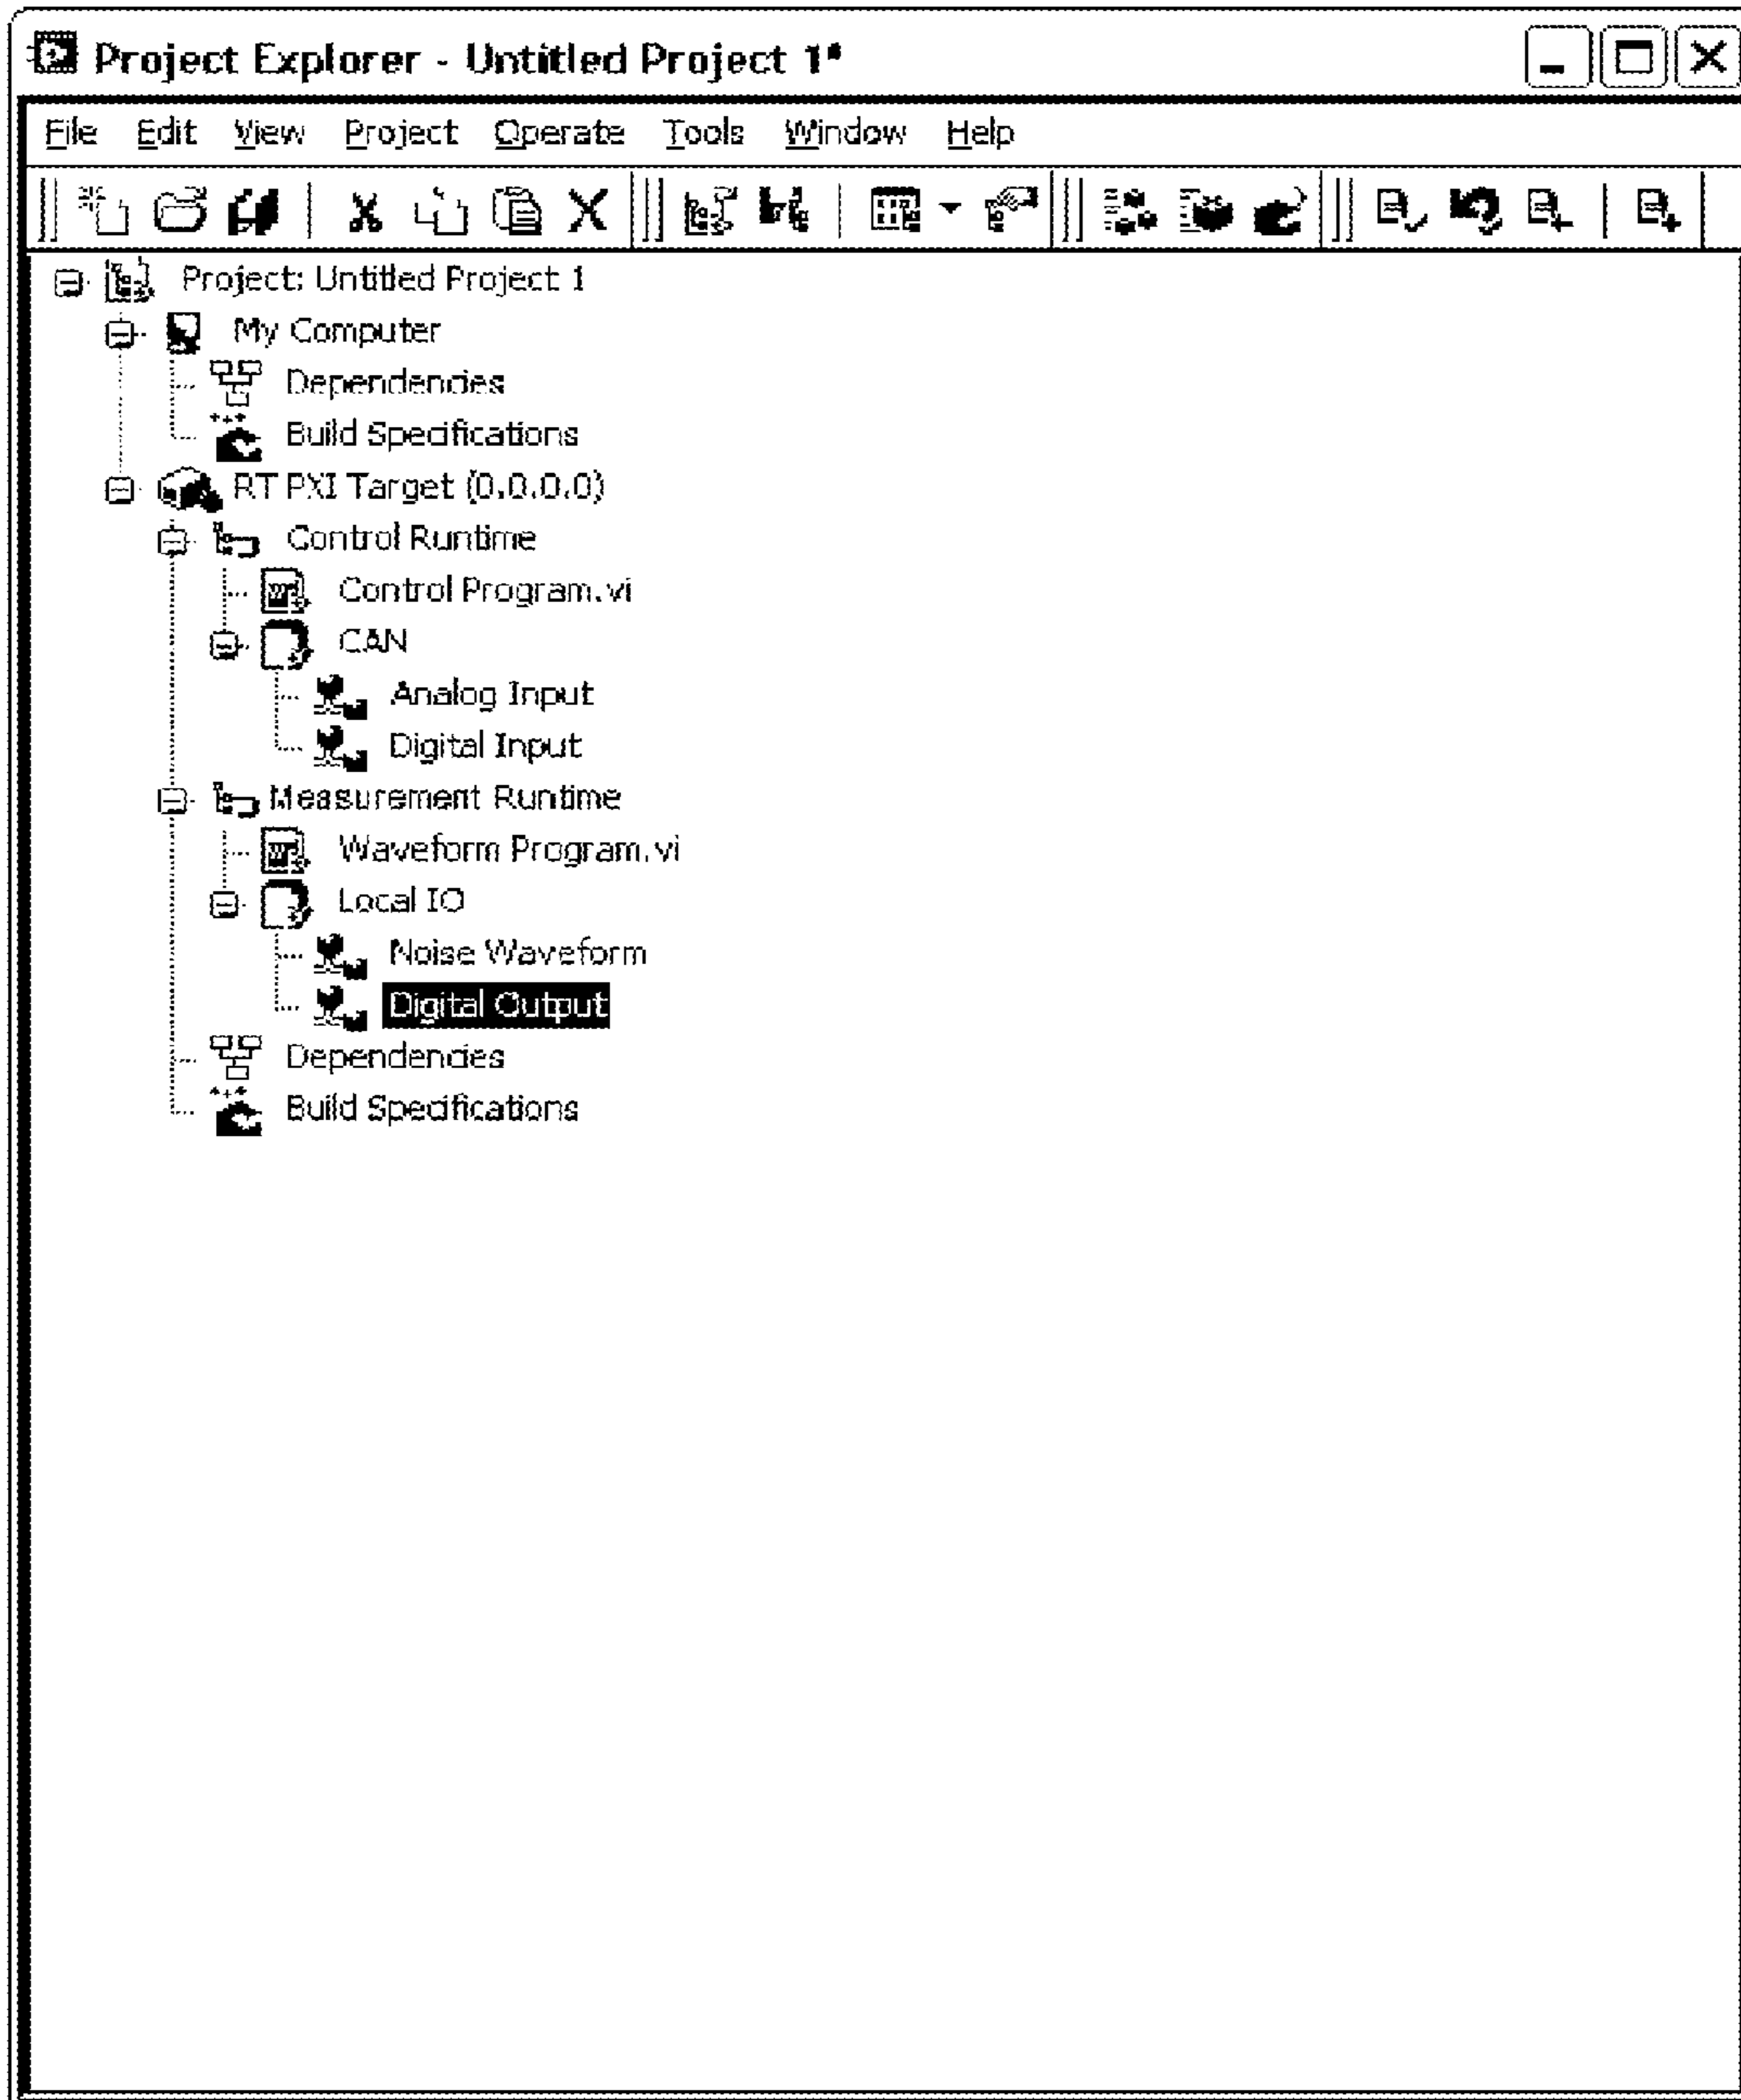 Project Explorer - Untitled Project 1*
File Edit View Project Operate Tools Window Help
Project: Untitled Project 1
My Computer
Dependencies
Build Specifications
RT PXI Target (0.0.0.0)
Control Runtime
Control Program.vi
CAN
Analog Input
Digital Input
Measurement Runtime
Waveform Program.vi
Local IO
Noise Waveform
Digital Output
Dependencies
Build Specifications